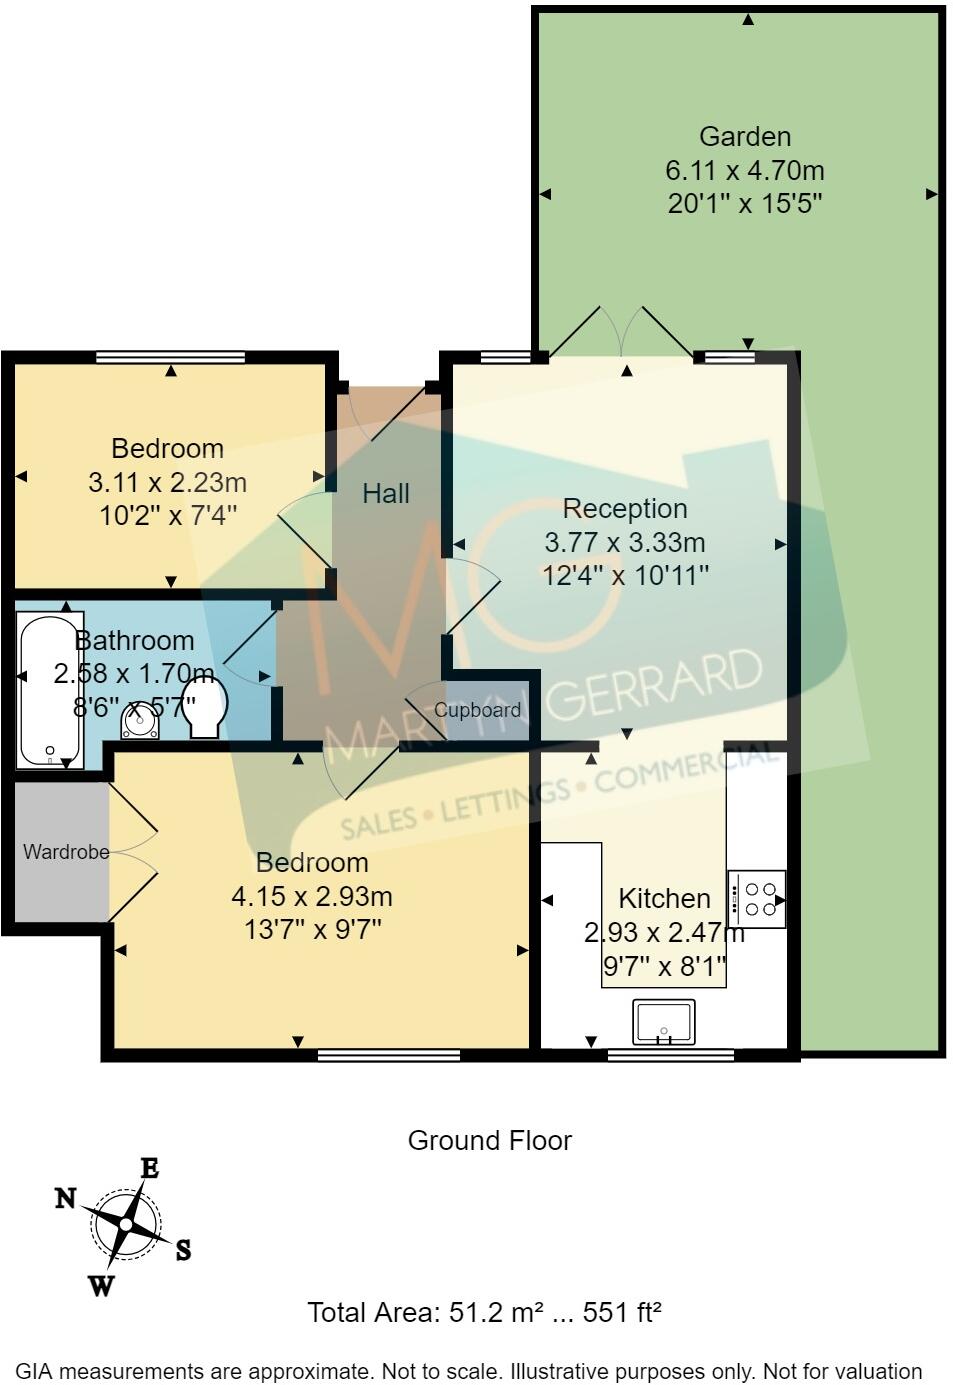 Garden
6.11 x 4.70m
20'1" x 15'5"
Bedroom
3.11 x 2.23m
10'2" x 7'4"
Hall
Reception
3.77 x 3.33m
12'4" x 10'11"
Bathroom
2.58 x 1.70m
8'6" x 5'7"
Cupboard
MG
MARTYN GERRARD
SALES • LETTINGS • COMMERCIAL
Wardrobe
Bedroom
4.15 x 2.93m
13'7" x 9'7"
Kitchen
2.93 x 2.47m
9'7" x 8'1"
Ground Floor
E
N
S
W
Total Area: 51.2 m² ... 551 ft²
GIA measurements are approximate. Not to scale. Illustrative purposes only. Not for valuation